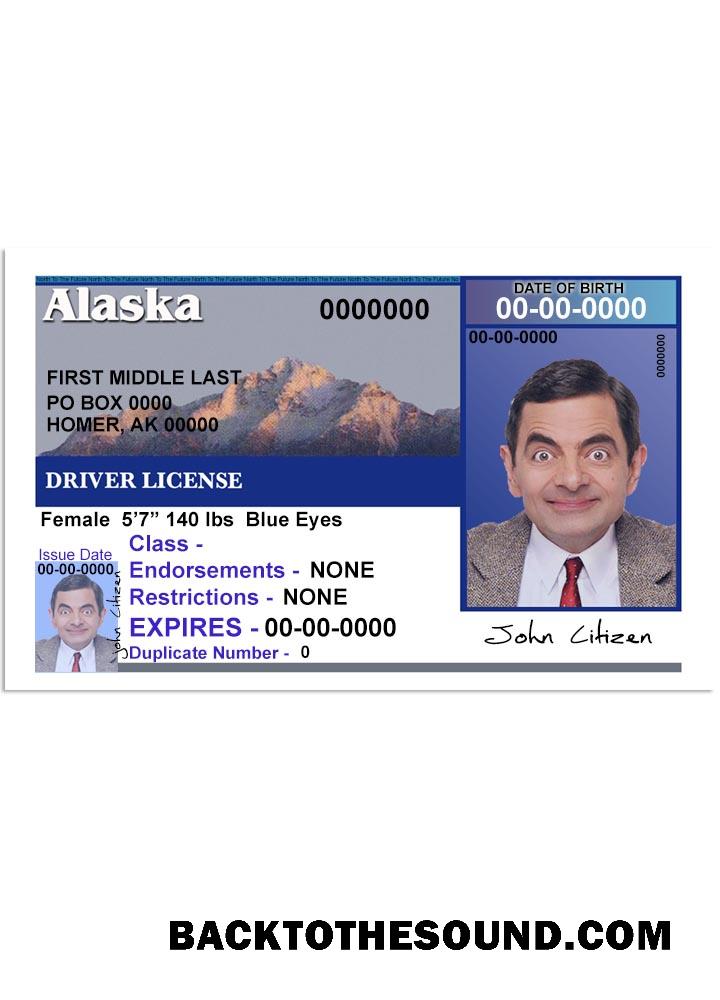 North To The Future North To The Future North To The Future North To The Future North To The Future North To The Future North To The Future No
Alaska 0000000
DATE OF BIRTH
00-00-0000
00-00-0000
0000000
FIRST MIDDLE LAST
PO BOX 0000
HOMER, AK 00000
DRIVER LICENSE
Female 5’7” 140 lbs Blue Eyes
Class -
Issue Date
00-00-0000
Endorsements - NONE
Restrictions - NONE
EXPIRES - 00-00-0000
John Citizen
Duplicate Number - 0
John Citizen
BACKTOTHESOUND.COM